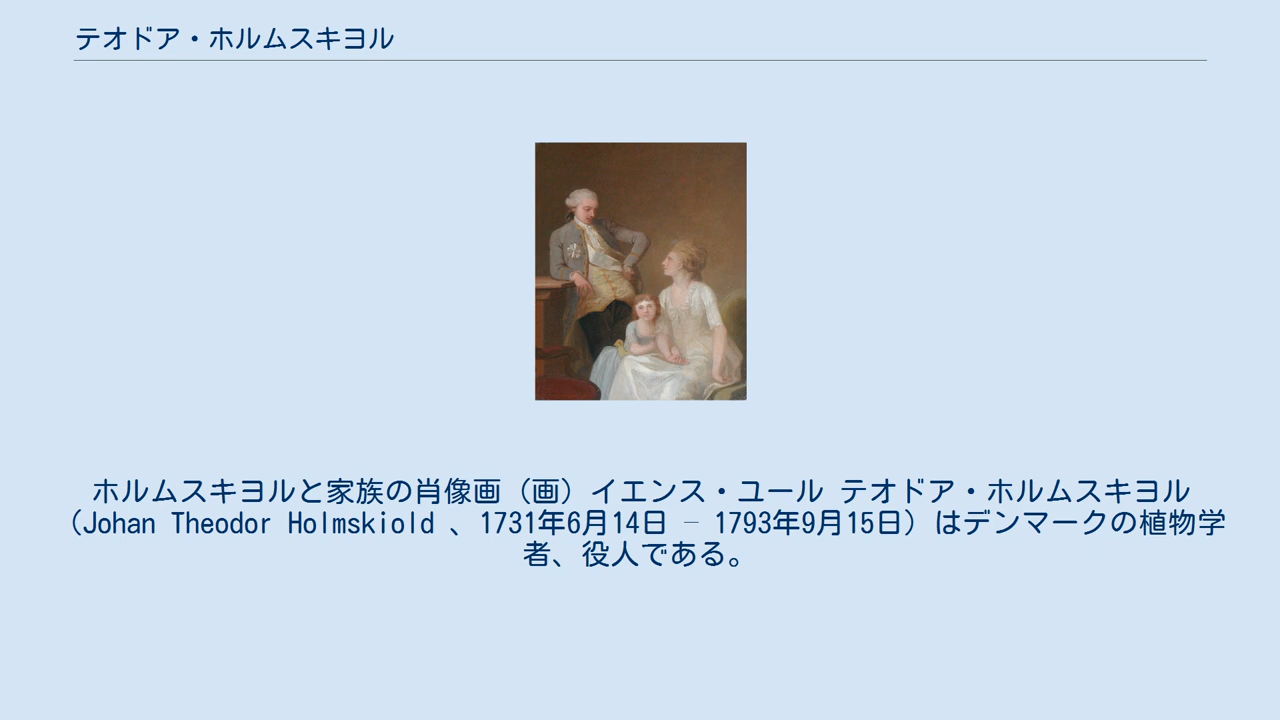 テオドア・ホルムスキヨル
ホルムスキヨルと家族の肖像画（画）イエンス・ユール テオドア・ホルムスキヨル
（Johan Theodor Holmskiold 、1731年6月14日 – 1793年9月15日）はデンマークの植物学
者、役人である。